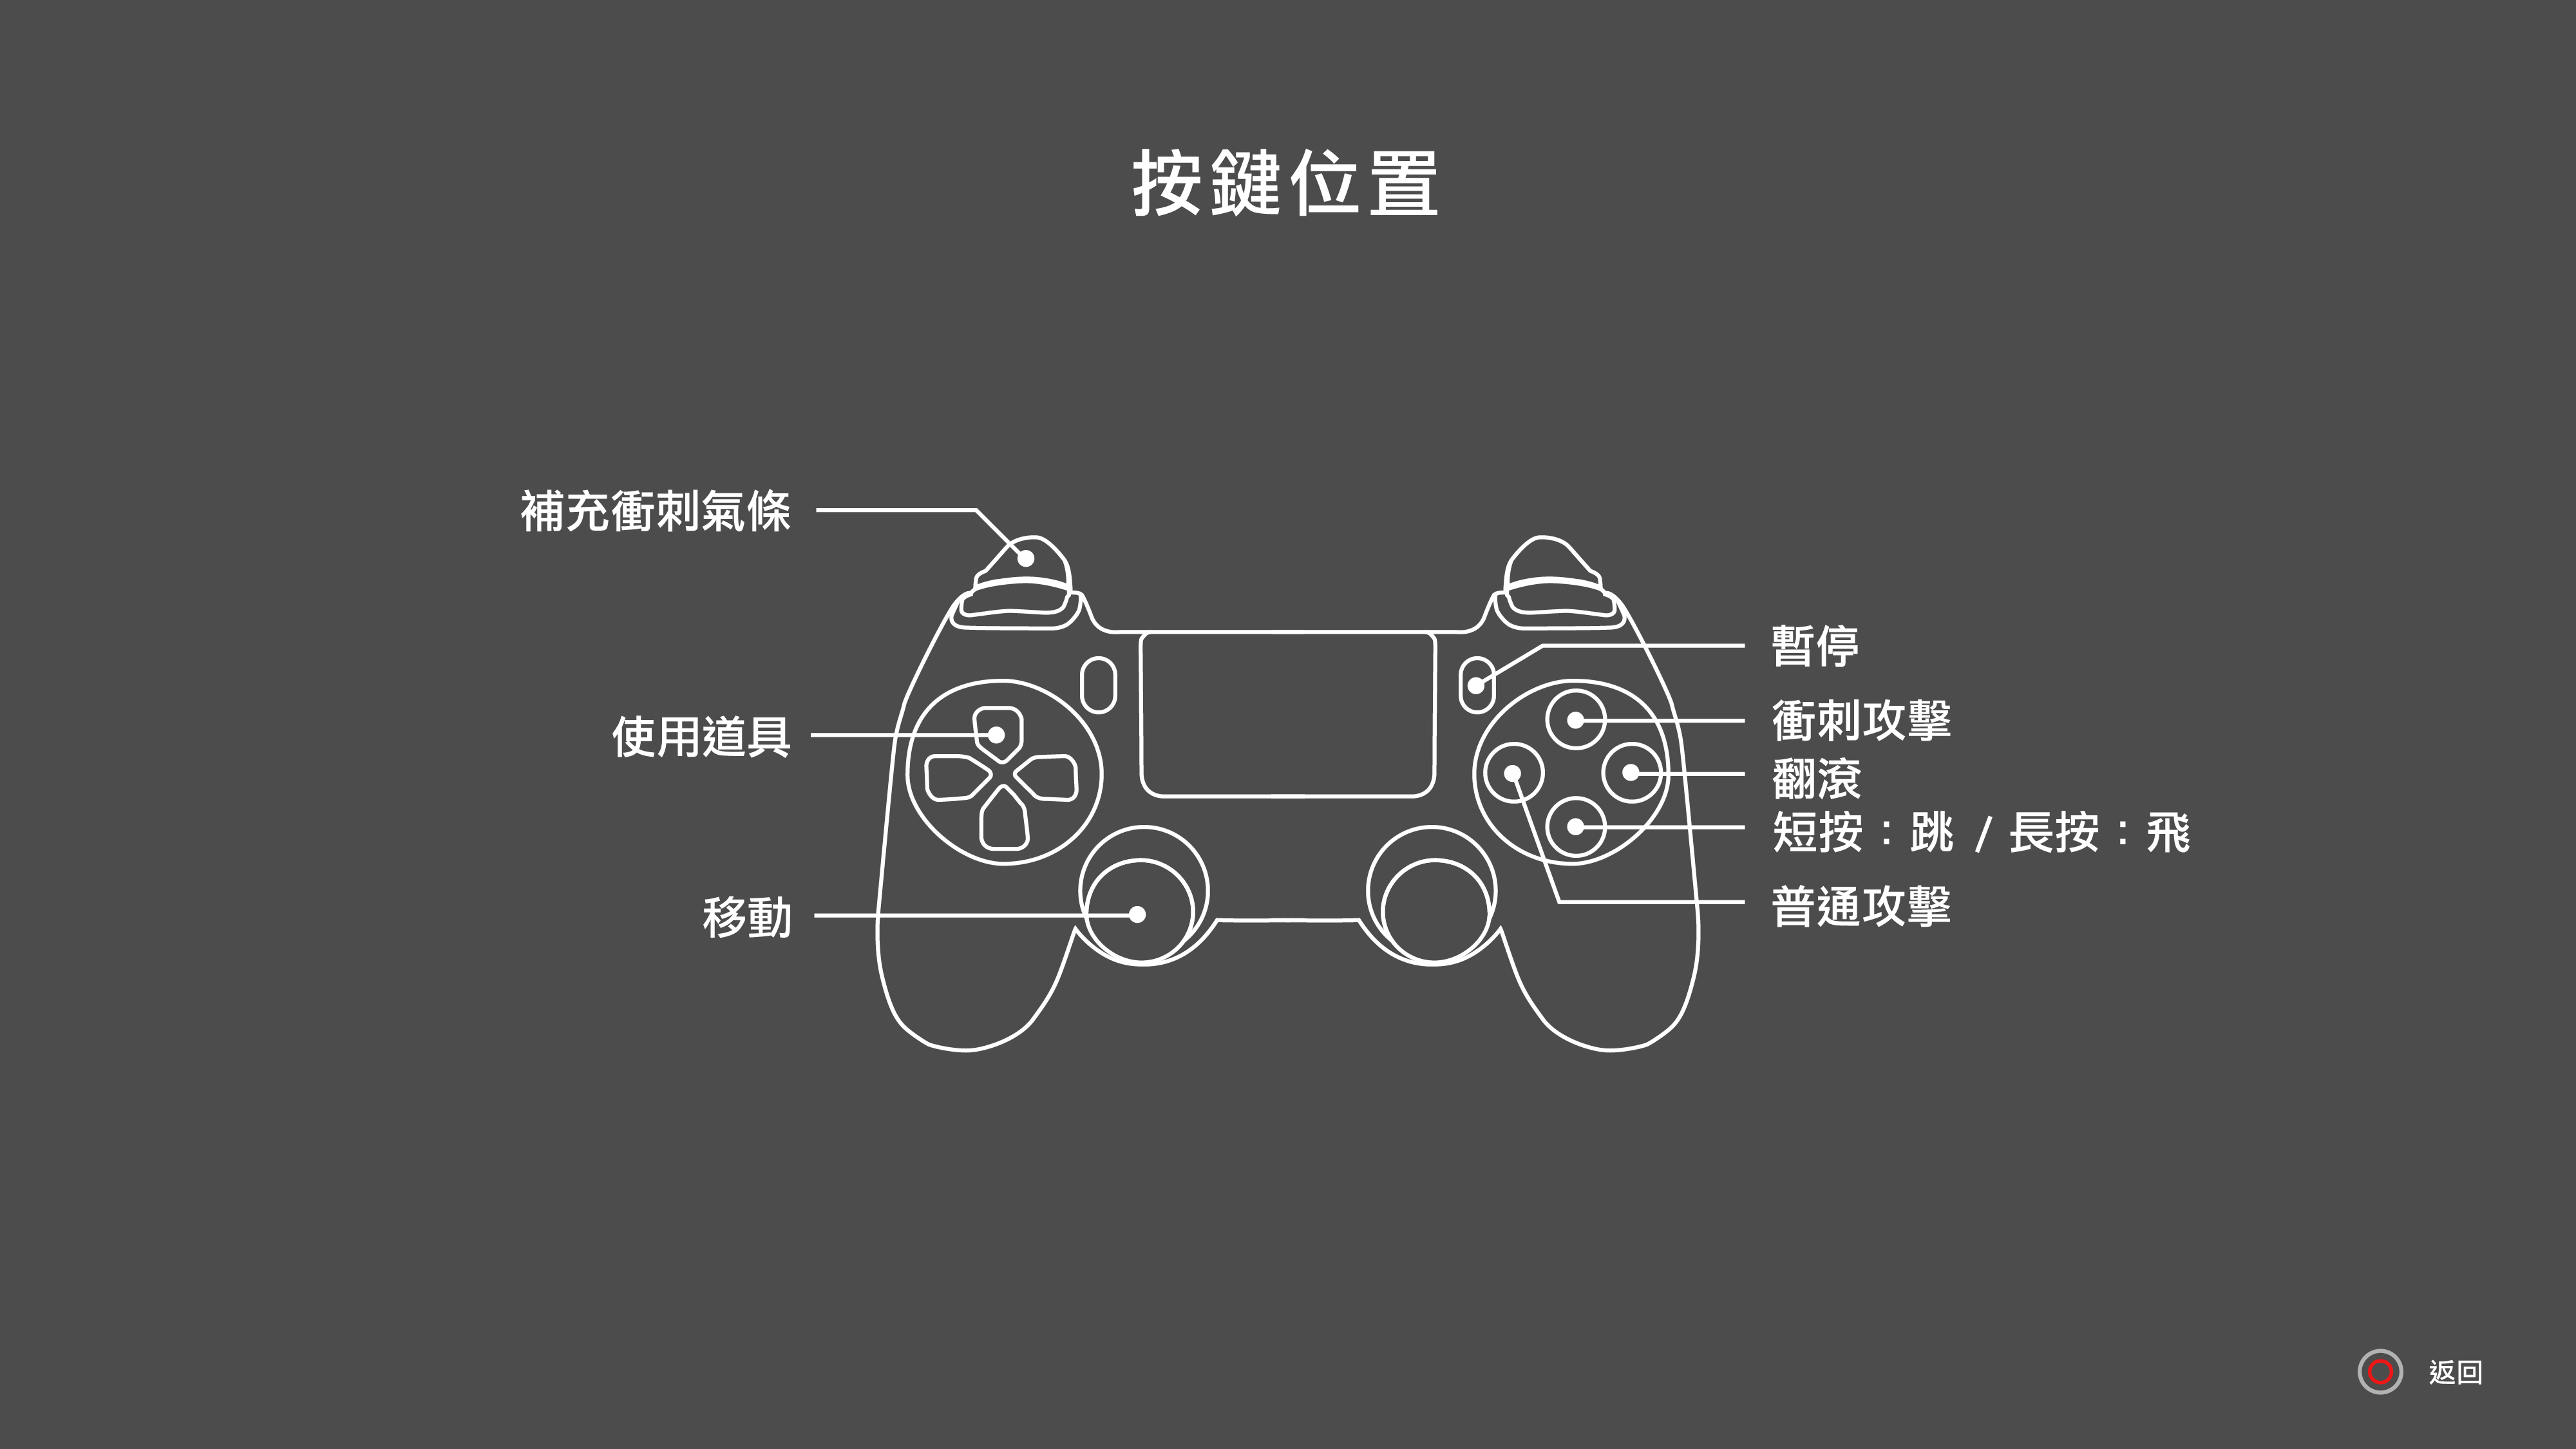 按鍵位置
補充衝刺氣條
使用道具
移動
暫停
衝刺攻擊
翻滾
短按：跳 / 長按：飛
普通攻擊
返回